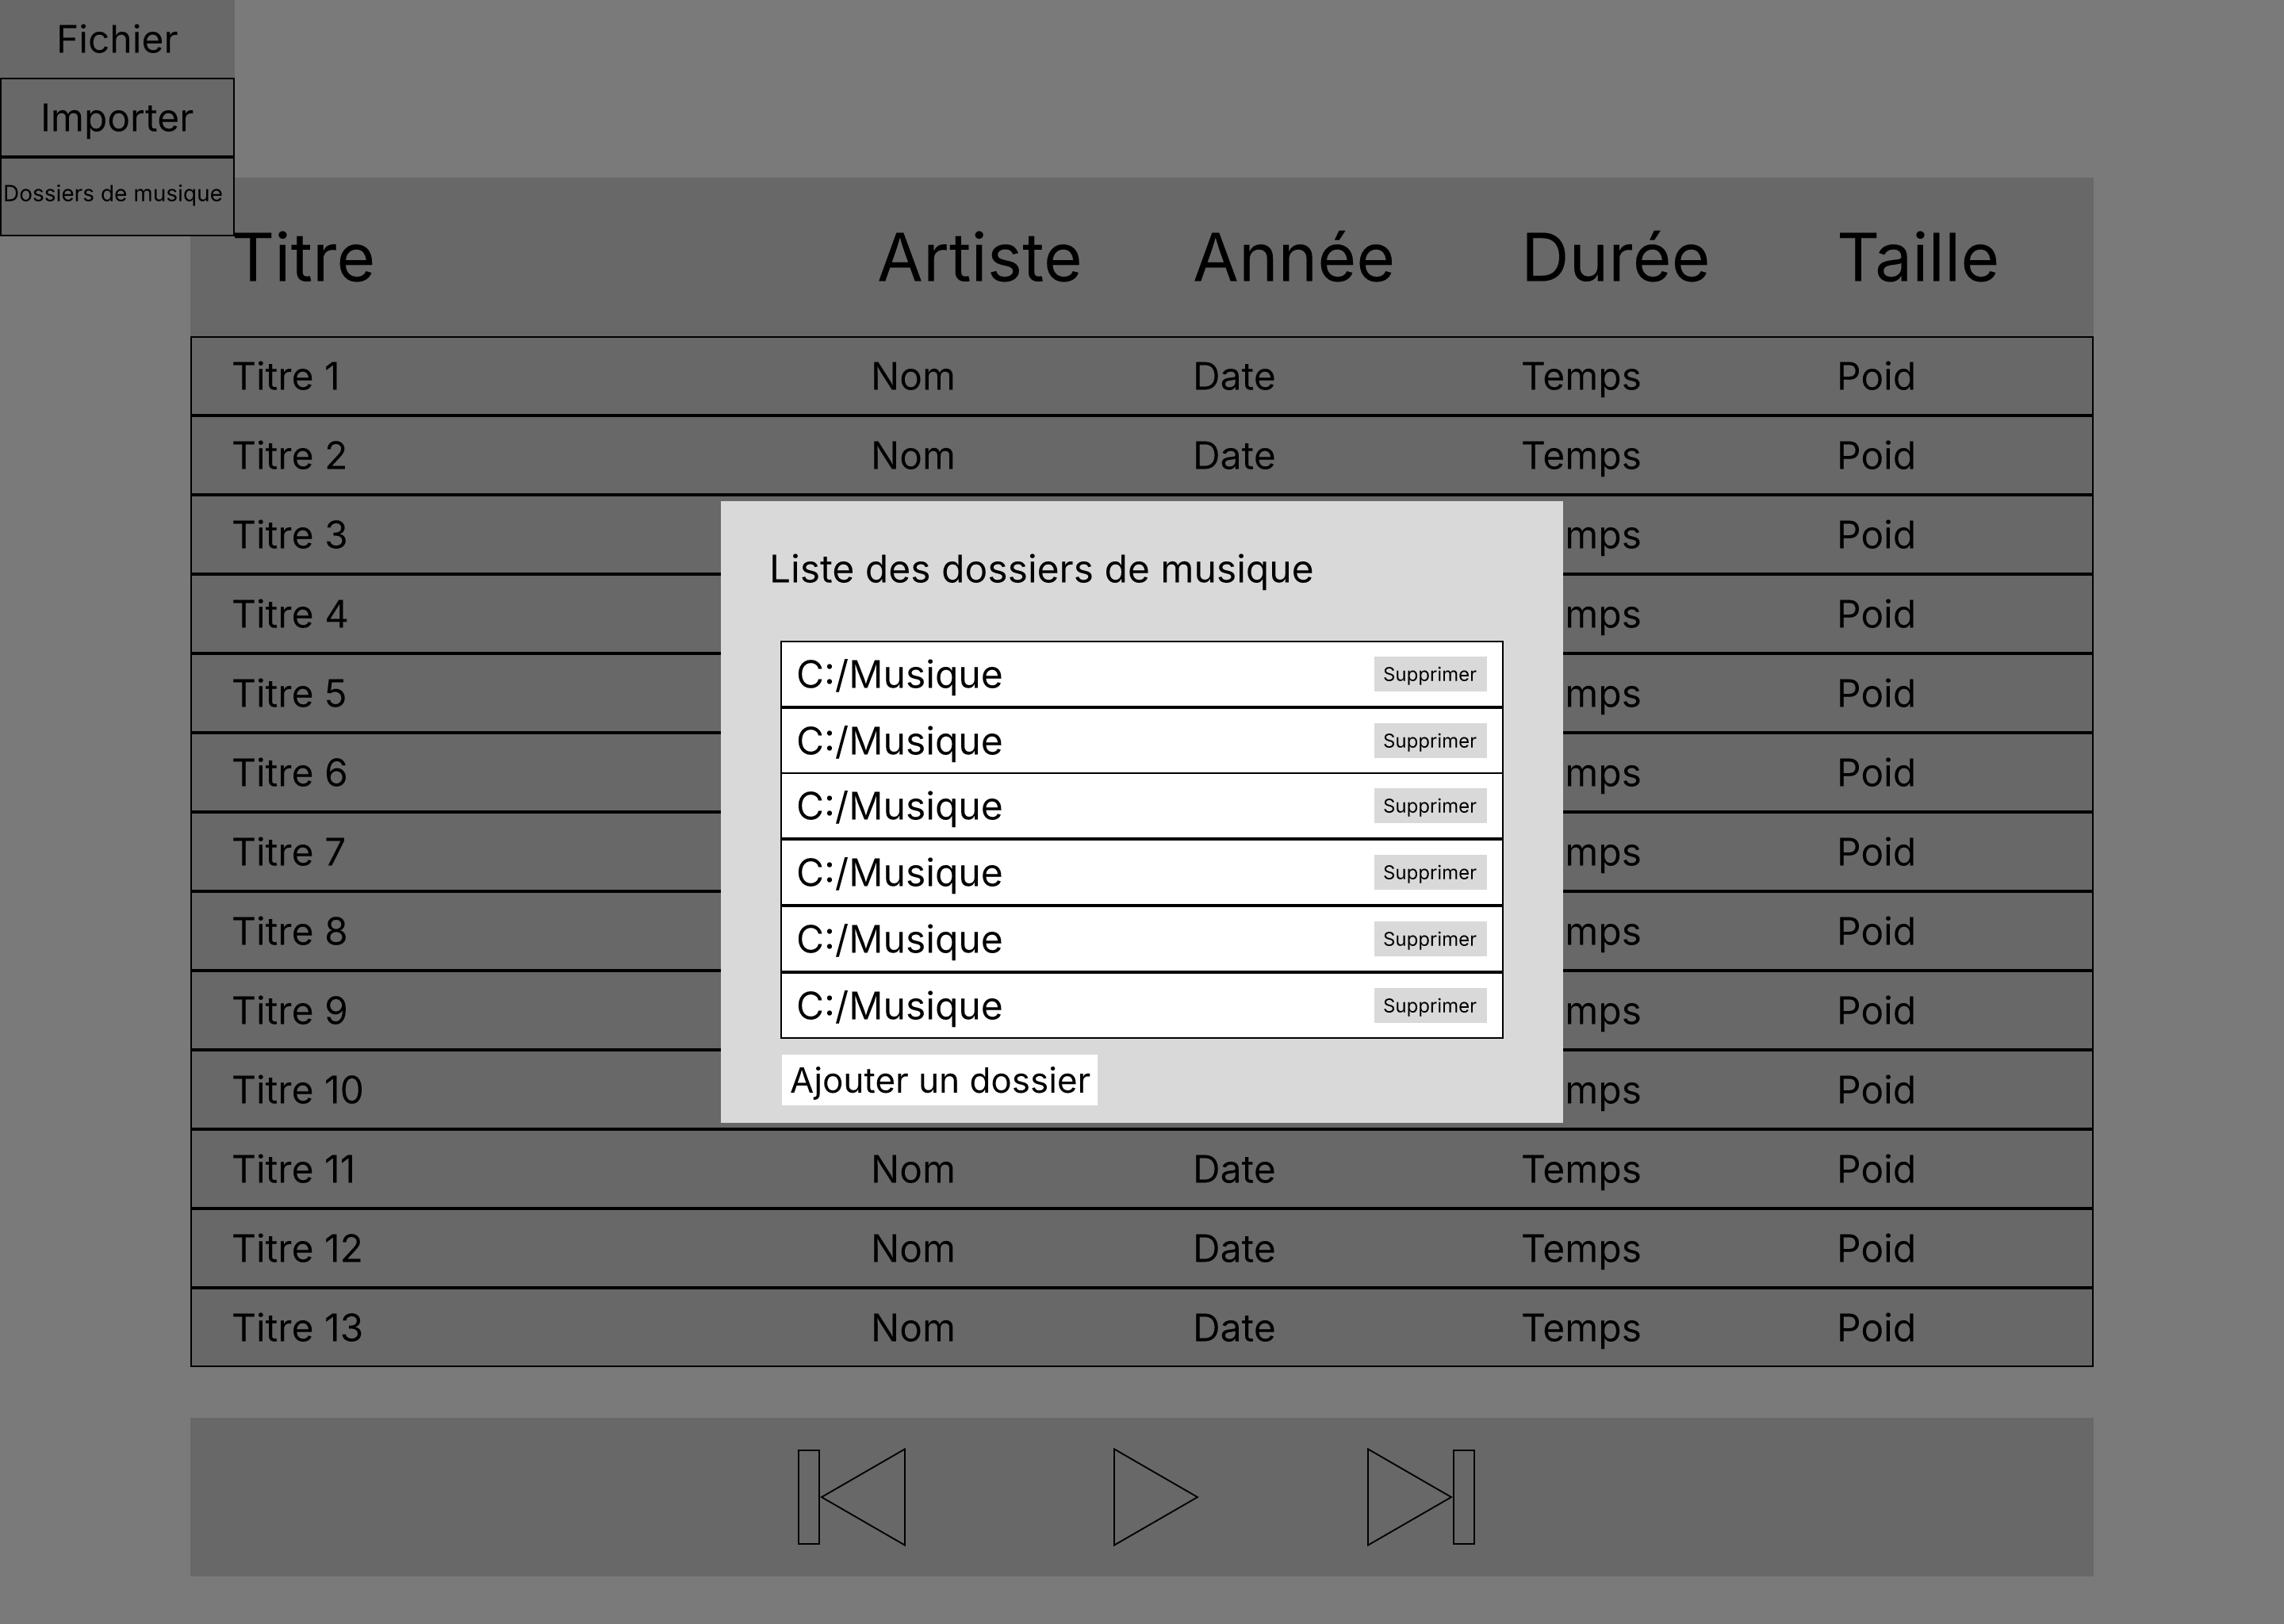 Fichier
Importer
Dossiers de musique
Titre Artiste Année Durée Taille
Titre 1 Nom Date Temps Poid
Titre 2 Nom Date Temps Poid
Titre 3 mps Poid
Titre 4 mps Poid
Titre 5 mps Poid
Titre 6 mps Poid
Titre 7 mps Poid
Titre 8 mps Poid
Titre 9 mps Poid
Titre 10 mps Poid
Titre 11 Nom Date Temps Poid
Titre 12 Nom Date Temps Poid
Titre 13 Nom Date Temps Poid
Liste des dossiers de musique
C:/Musique Supprimer
C:/Musique Supprimer
C:/Musique Supprimer
C:/Musique Supprimer
C:/Musique Supprimer
C:/Musique Supprimer
Ajouter un dossier